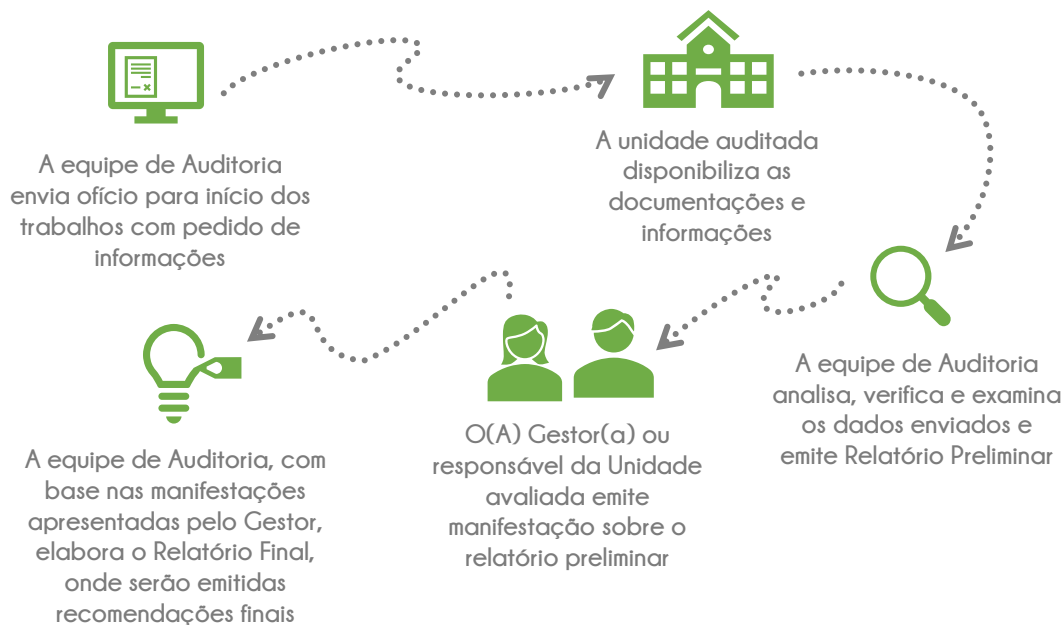 A equipe de Auditoria
envia ofício para início dos
trabalhos com pedido de
informações
A unidade auditada
disponibiliza as
documentações e
informações
A equipe de Auditoria
analisa, verifica e examina
os dados enviados e
emite Relatório Preliminar
O(A) Gestor(a) ou
responsável da Unidade
avaliada emite
manifestação sobre o
relatório preliminar
A equipe de Auditoria, com
base nas manifestações
apresentadas pelo Gestor,
elabora o Relatório Final,
onde serão emitidas
recomendações finais